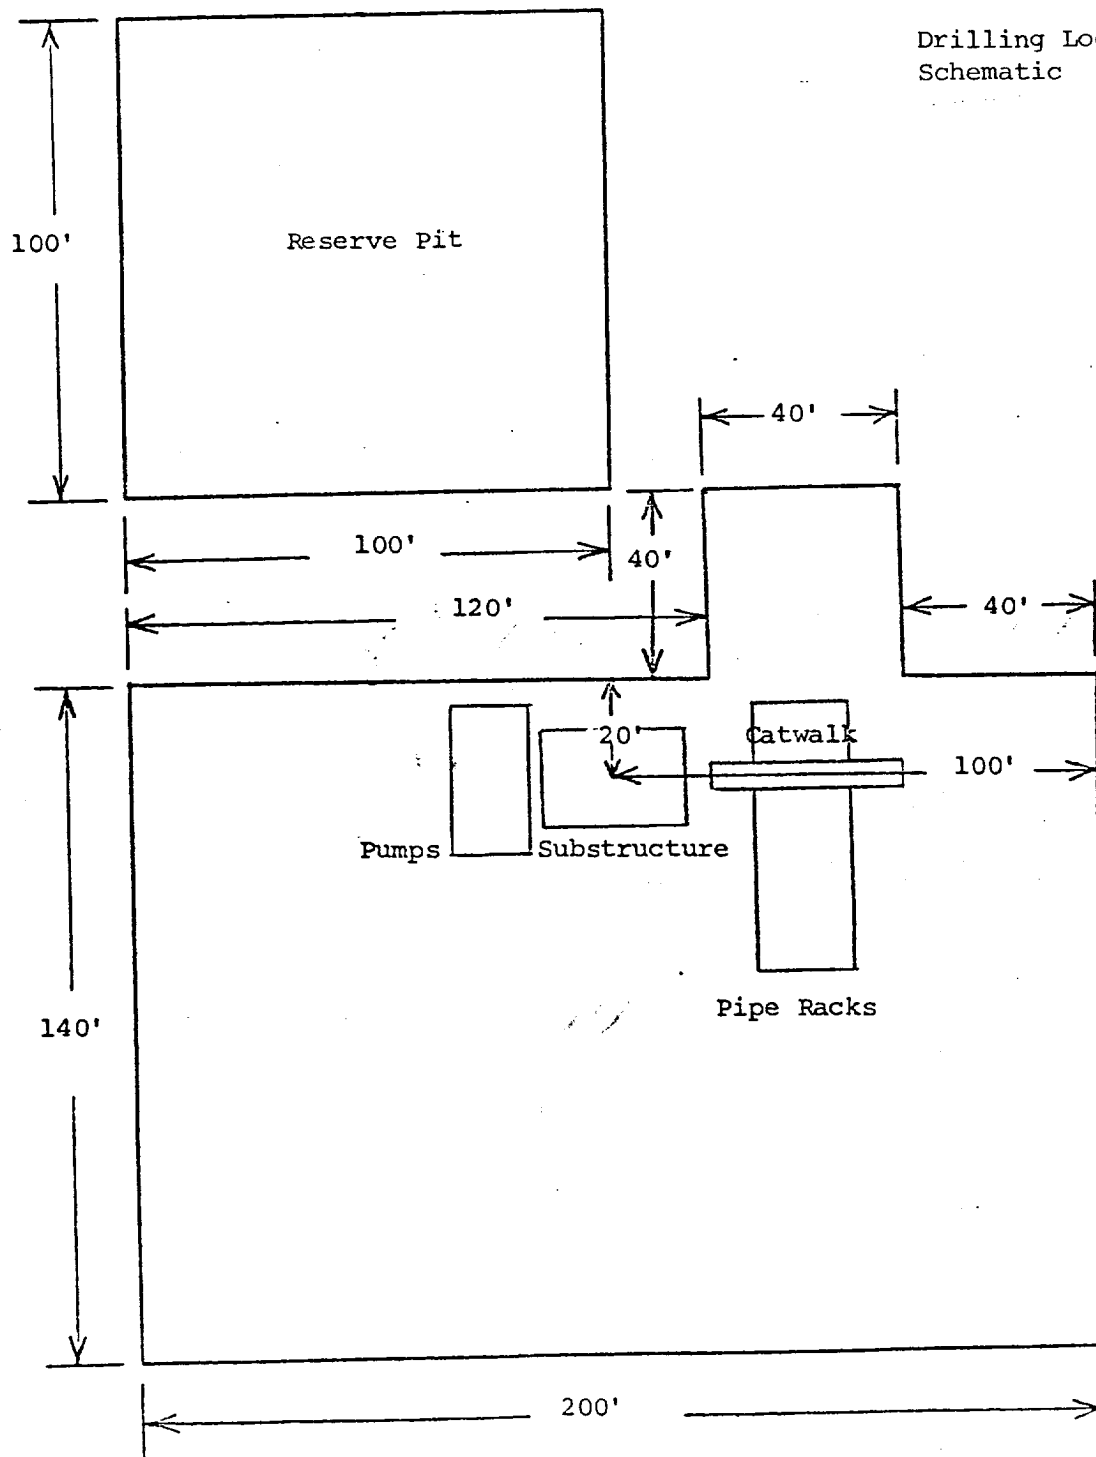 Drilling
Schematic
100'
Reserve Pit
40'
100'
40'
120'
40'
20'
Catwalk
100'
Pumps
Substructure
Pipe Racks
140'
200'